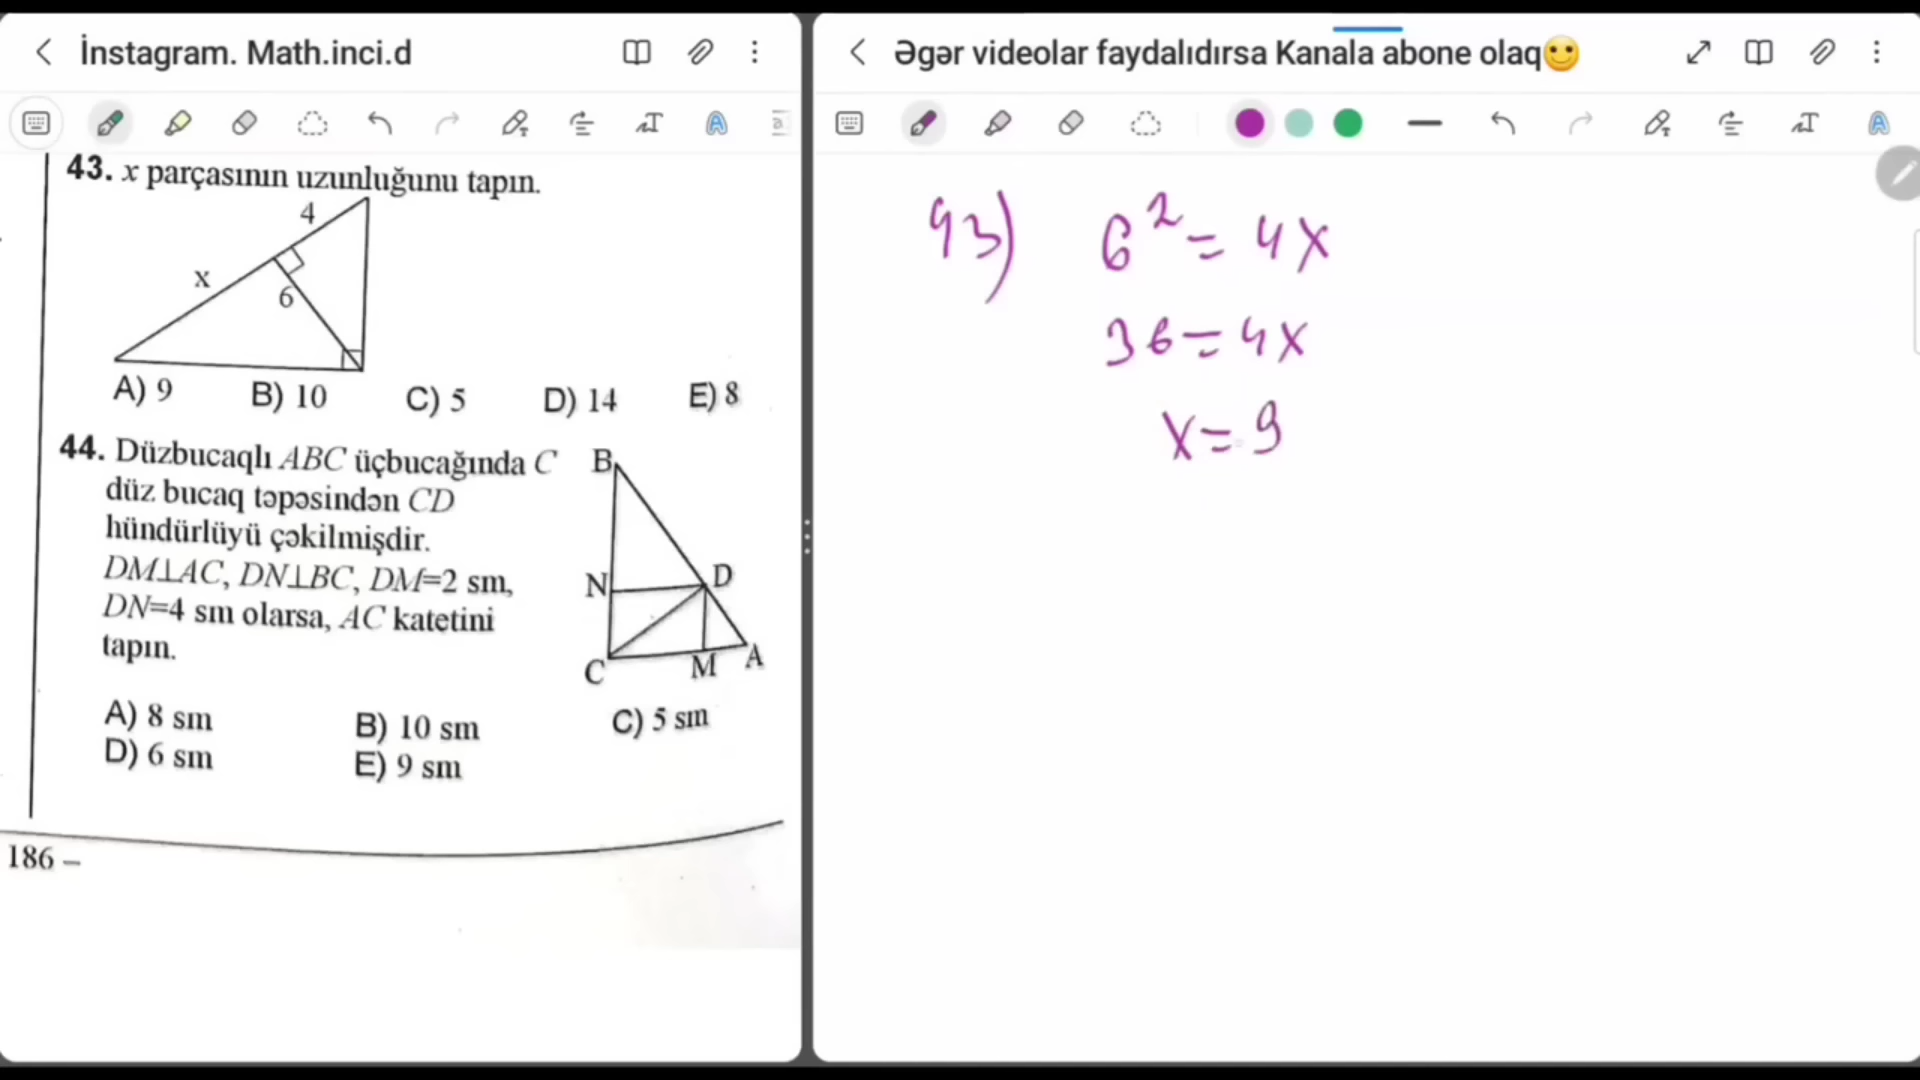 İnstagram. Math.inci.d
43. x parçasının uzunluğunu tapın.
4
x
6
A) 9 B) 10 C) 5 D) 14 E) 8
44. Düzbucaqlı ABC üçbucağında C
düz bucaq təpəsindən CD
hündürlüyü çəkilmişdir.
DM⊥AC, DN⊥BC, DM=2 sm,
DN=4 sm olarsa, AC katetini
tapın.
B
N
D
C
M
A
A) 8 sm B) 10 sm C) 5 sm
D) 6 sm E) 9 sm
186 –
Əgər videolar faydalıdırsa Kanala abone olaq🙂
43) 6² = 4x
36 = 4x
x = 9